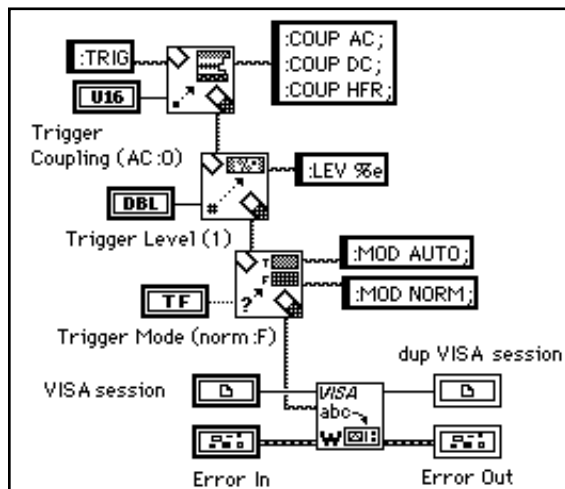 :TRIG
:COUP AC;
:COUP DC;
:COUP HFR;
U16
Trigger
Coupling (AC:0)
:LEV %e
DBL
#
Trigger Level (1)
T
F
:MOD AUTO;
:MOD NORM;
TF
?
Trigger Mode (norm:F)
dup VISA session
VISA session
VISA
abc
W
Error In
Error Out